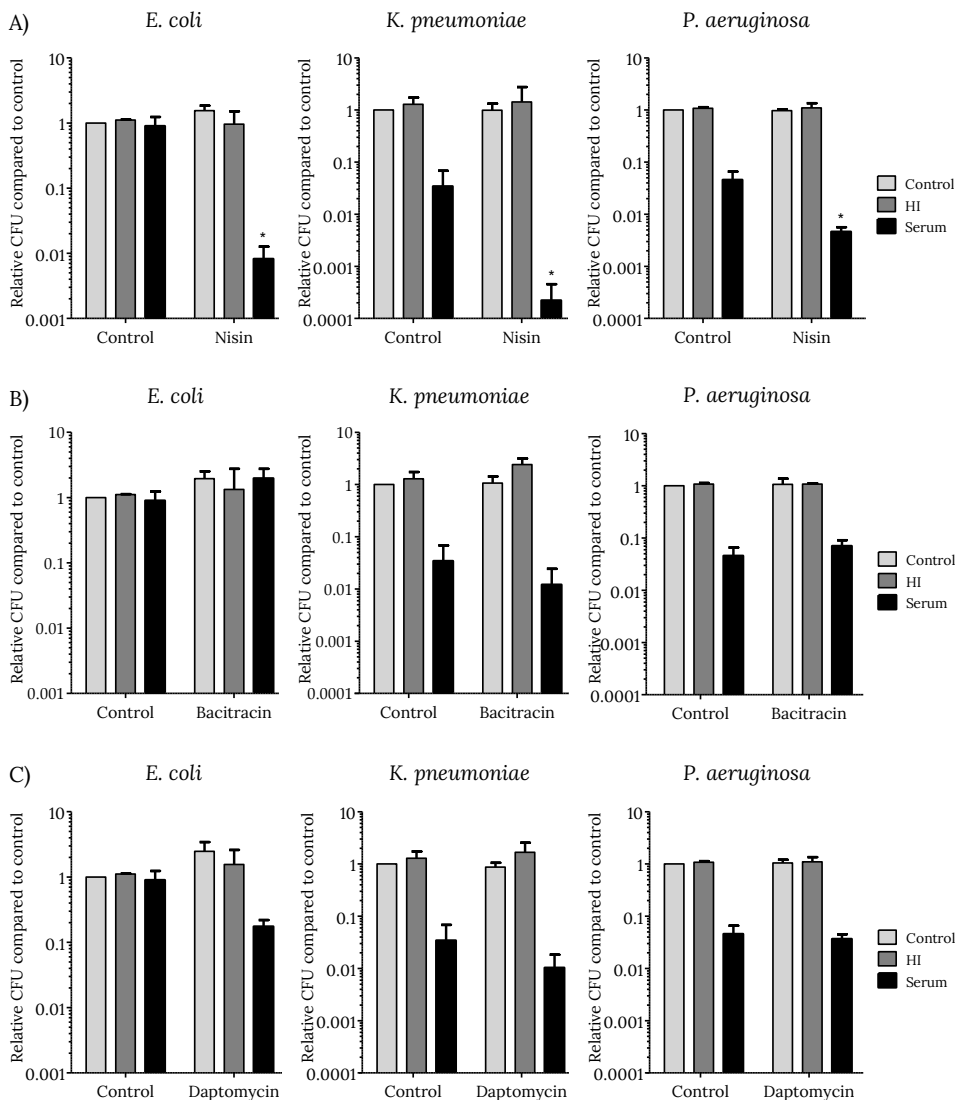 A)
E. coli
K. pneumoniae
P. aeruginosa
Relative CFU compared to control
10
1
0.1
0.01
0.001
*
Control
Nisin
Relative CFU compared to control
10
1
0.1
0.01
0.001
0.0001
*
Control
Nisin
Relative CFU compared to control
10
1
0.1
0.01
0.001
0.0001
*
Control
Nisin
Control
HI
Serum
B)
E. coli
K. pneumoniae
P. aeruginosa
Relative CFU compared to control
10
1
0.1
0.01
0.001
Control
Bacitracin
Relative CFU compared to control
10
1
0.1
0.01
0.001
0.0001
Control
Bacitracin
Relative CFU compared to control
10
1
0.1
0.01
0.001
0.0001
Control
Bacitracin
Control
HI
Serum
C)
E. coli
K. pneumoniae
P. aeruginosa
Relative CFU compared to control
10
1
0.1
0.01
0.001
Control
Daptomycin
Relative CFU compared to control
10
1
0.1
0.01
0.001
0.0001
Control
Daptomycin
Relative CFU compared to control
10
1
0.1
0.01
0.001
0.0001
Control
Daptomycin
Control
HI
Serum